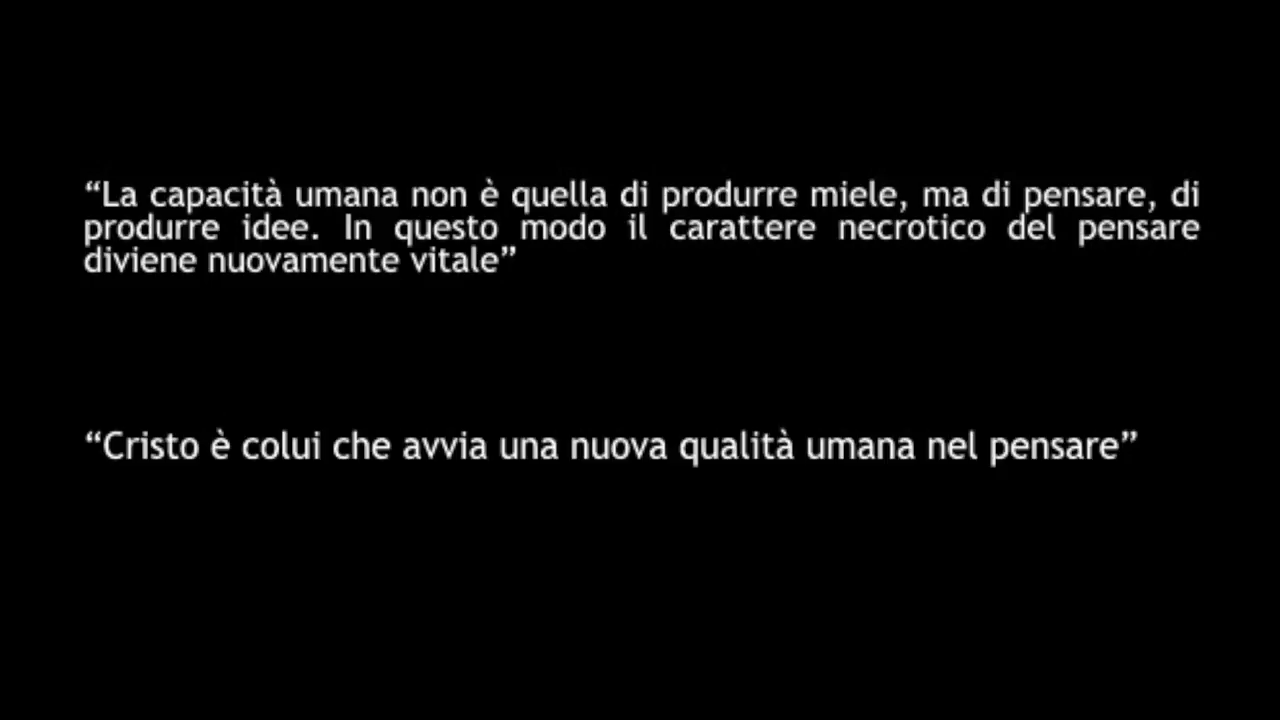 “La capacità umana non è quella di produrre miele, ma di pensare, di
produrre idee. In questo modo il carattere necrotico del pensare
diviene nuovamente vitale”
“Cristo è colui che avvia una nuova qualità umana nel pensare”